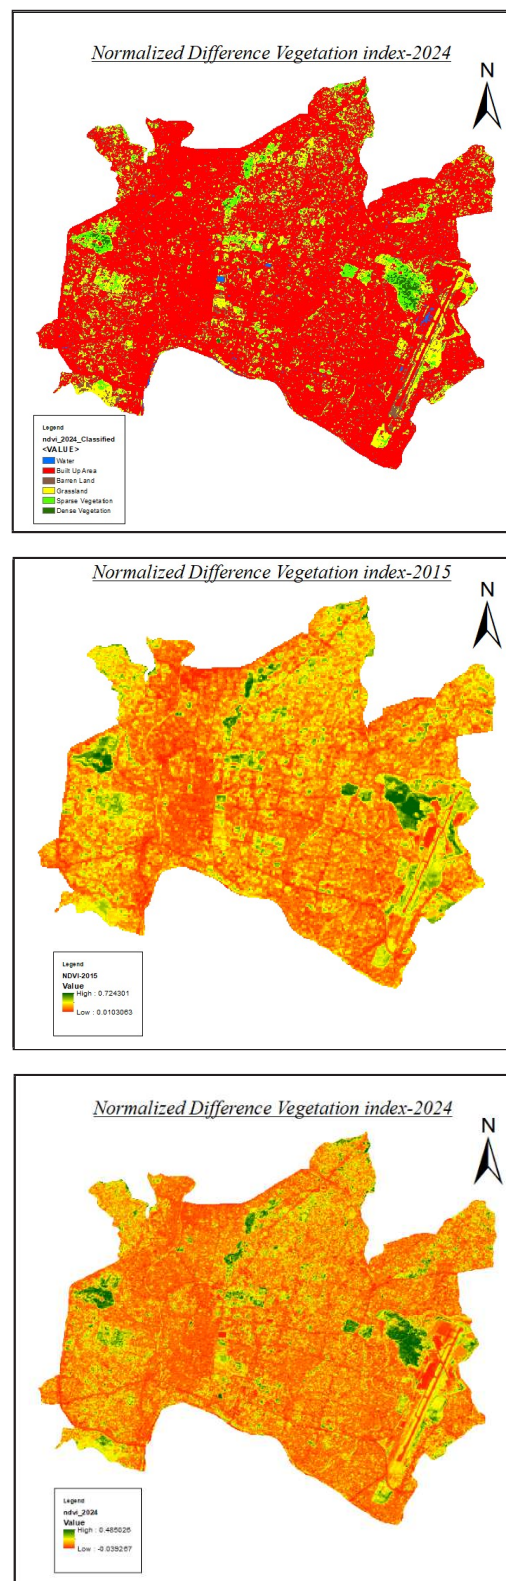 Normalized Difference Vegetation index-2024
N
Legend
ndvi_2024_Classified
<VALUE>
Water
Built Up Area
Barren Land
Grassland
Sparse Vegetation
Dense Vegetation
Normalized Difference Vegetation index-2015
N
Legend
NDVI-2015
Value
High : 0.724301
Low : 0.0103063
Normalized Difference Vegetation index-2024
N
Legend
ndvi_2024
Value
High : 0.485026
Low : -0.039267